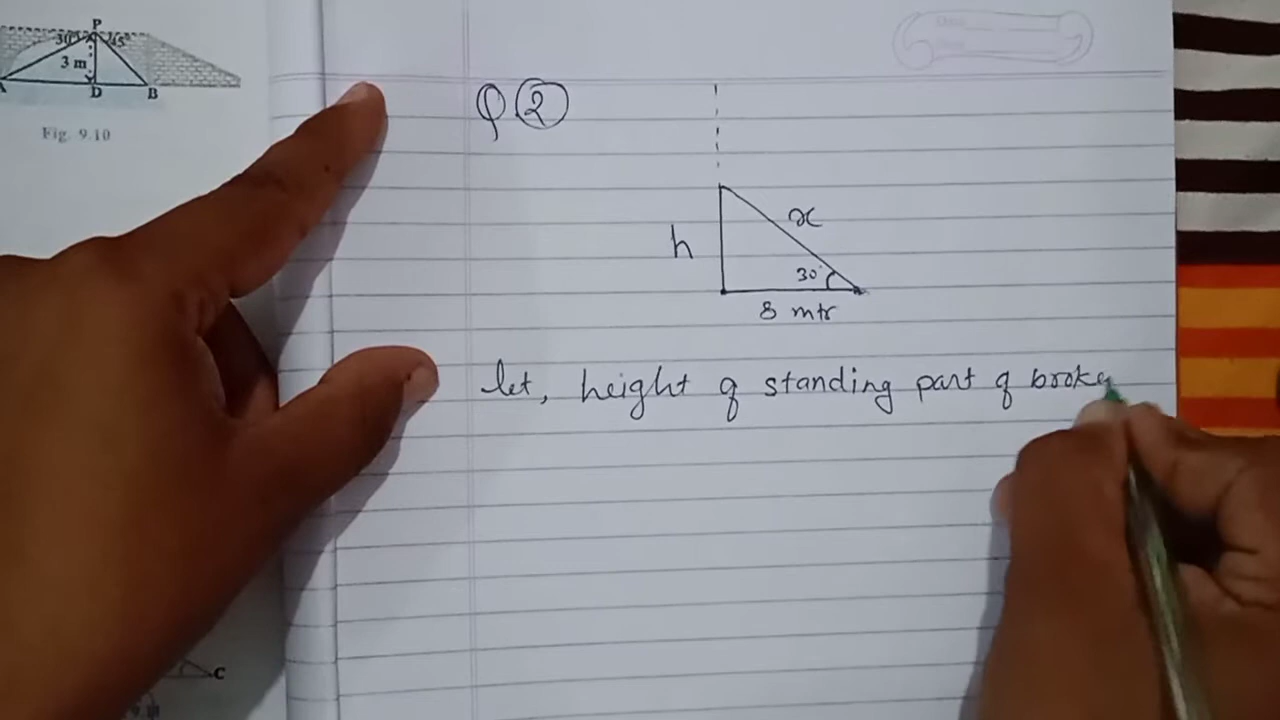 P
30° 45°
3 m
A D B
Fig. 9.10
Q 2
h x
30°
8 mtr
let, height of standing part of broke
C